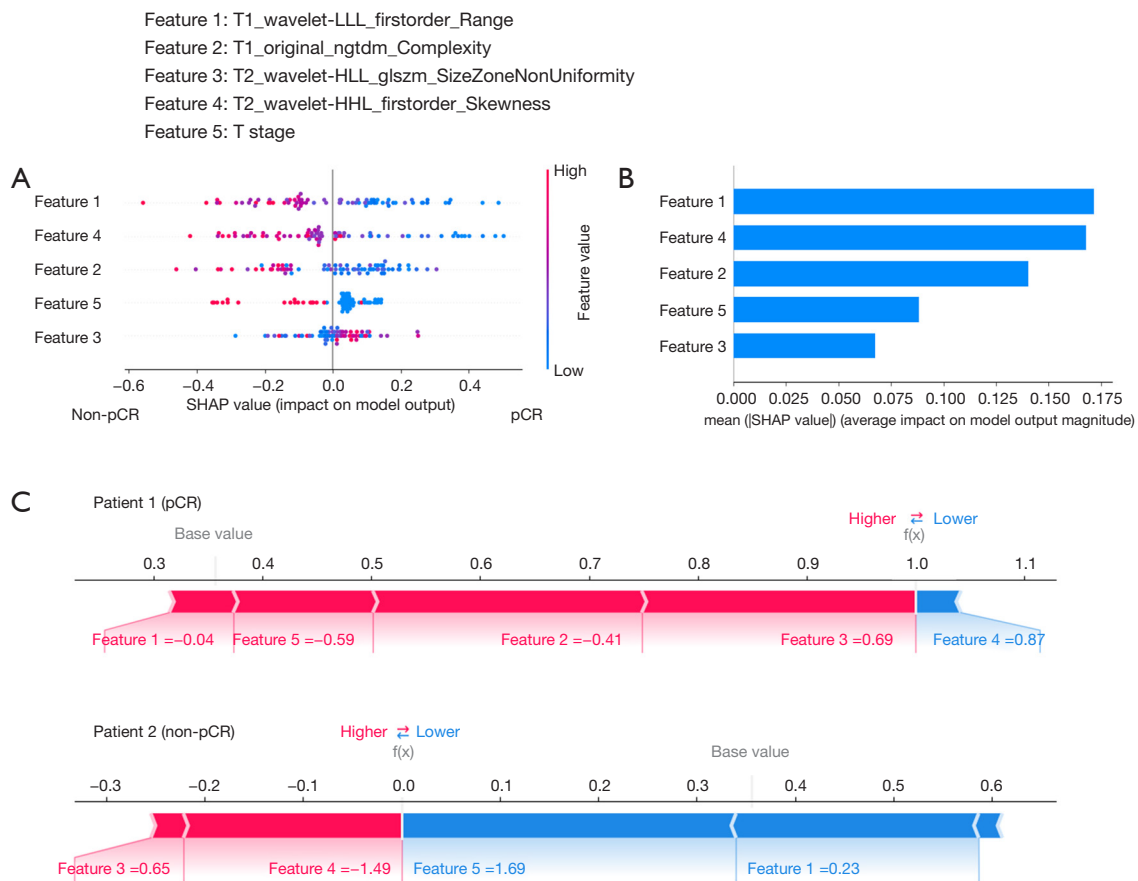 Feature 1: T1_wavelet-LLL_firstorder_Range
Feature 2: T1_original_ngtdm_Complexity
Feature 3: T2_wavelet-HLL_glszm_SizeZoneNonUniformity
Feature 4: T2_wavelet-HHL_firstorder_Skewness
Feature 5: T stage
A
High
Feature 1
Feature 4
Feature 2
Feature 5
Feature 3
Feature value
Low
−0.6 −0.4 −0.2 0.0 0.2 0.4
Non-pCR SHAP value (impact on model output) pCR
B
Feature 1
Feature 4
Feature 2
Feature 5
Feature 3
0.000 0.025 0.050 0.075 0.100 0.125 0.150 0.175
mean (|SHAP value|) (average impact on model output magnitude)
C
Patient 1 (pCR)
Higher ⇄ Lower
Base value f(x)
0.3 0.4 0.5 0.6 0.7 0.8 0.9 1.0 1.1
Feature 1 =−0.04 Feature 5 =−0.59 Feature 2 =−0.41 Feature 3 =0.69 Feature 4 =0.87
Patient 2 (non-pCR)
Higher ⇄ Lower
f(x) Base value
−0.3 −0.2 −0.1 0.0 0.1 0.2 0.3 0.4 0.5 0.6
Feature 3 =0.65 Feature 4 =−1.49 Feature 5 =1.69 Feature 1 =0.23